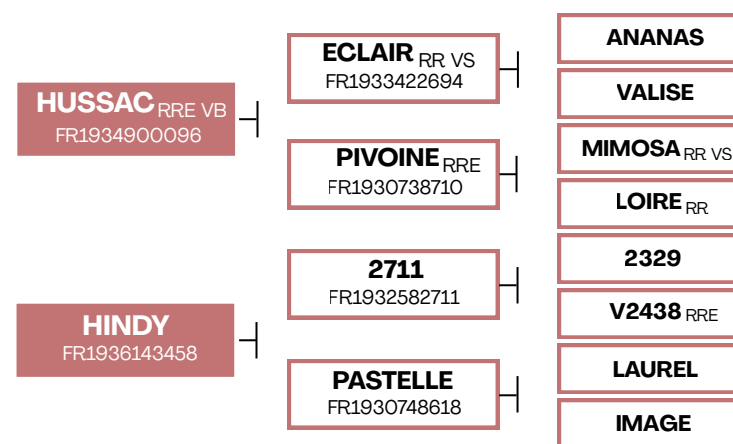 HUSSAC RRE VB
FR1934900096
HINDY
FR1936143458
ECLAIR RR VS
FR1933422694
PIVOINE RRE
FR1930738710
2711
FR1932582711
PASTELLE
FR1930748618
ANANAS
VALISE
MIMOSA RR VS
LOIRE RR
2329
V2438 RRE
LAUREL
IMAGE